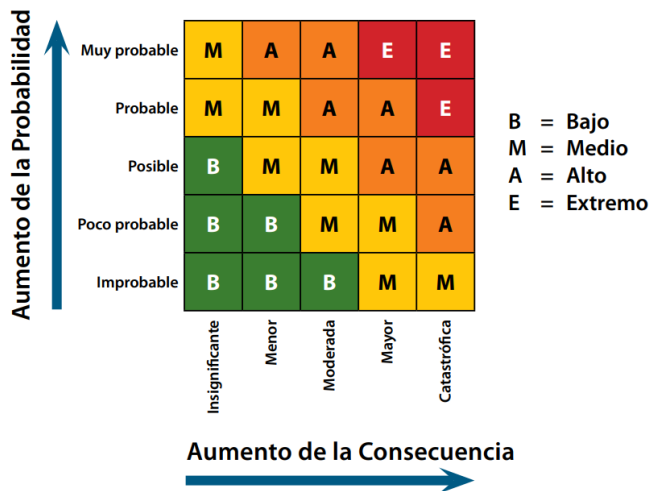 Aumento de la Probabilidad
Muy probable M A A E E
Probable M M A A E
Posible B M M A A
Poco probable B B M M A
Improbable B B B M M
Insignificante
Menor
Moderada
Mayor
Catastrófica
Aumento de la Consecuencia
B = Bajo
M = Medio
A = Alto
E = Extremo